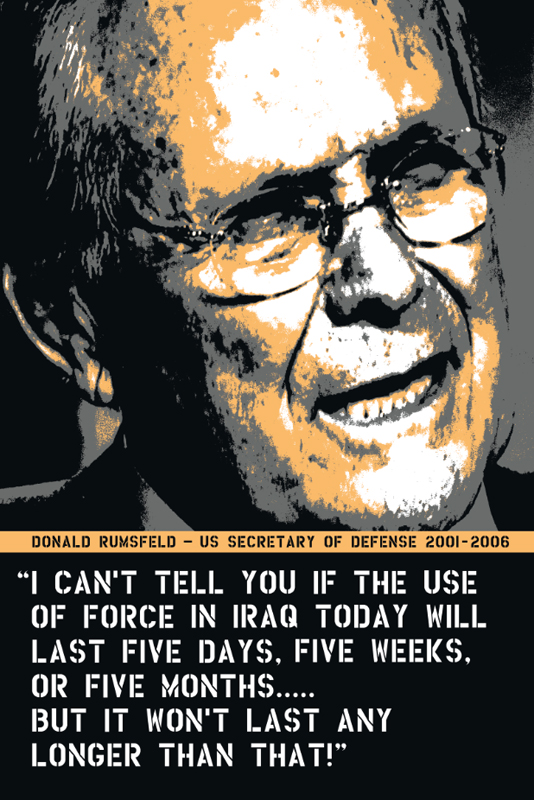 DONALD RUMSFELD – US SECRETARY OF DEFENSE 2001-2006
“I CAN'T TELL YOU IF THE USE
OF FORCE IN IRAQ TODAY WILL
LAST FIVE DAYS, FIVE WEEKS,
OR FIVE MONTHS.....
BUT IT WON'T LAST ANY
LONGER THAN THAT!”